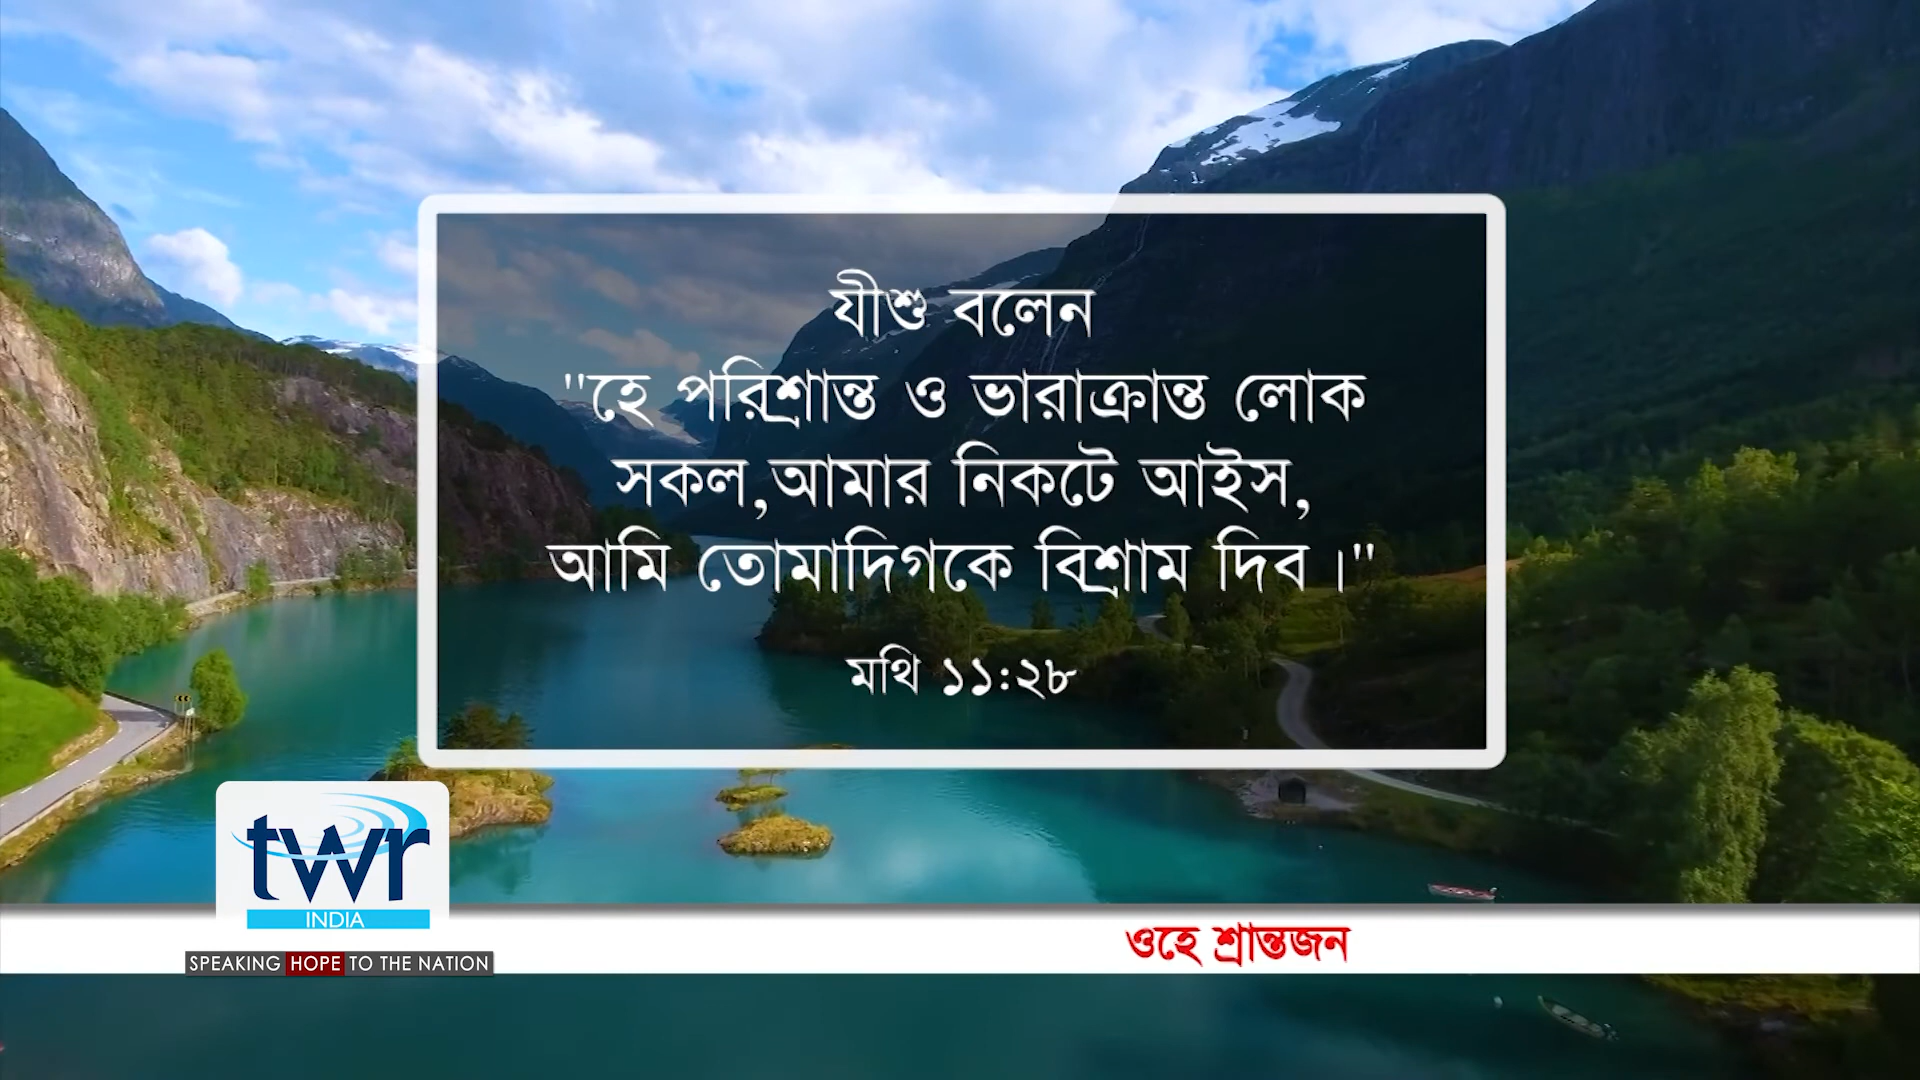 যীশু বলেন
"হে পরিশ্রান্ত ও ভারাক্রান্ত লোক
সকল,আমার নিকটে আইস,
আমি তোমাদিগকে বিশ্রাম দিব।"
মথি ১১:২৮
twr
INDIA
ওহে শ্রান্তজন
SPEAKING HOPE TO THE NATION